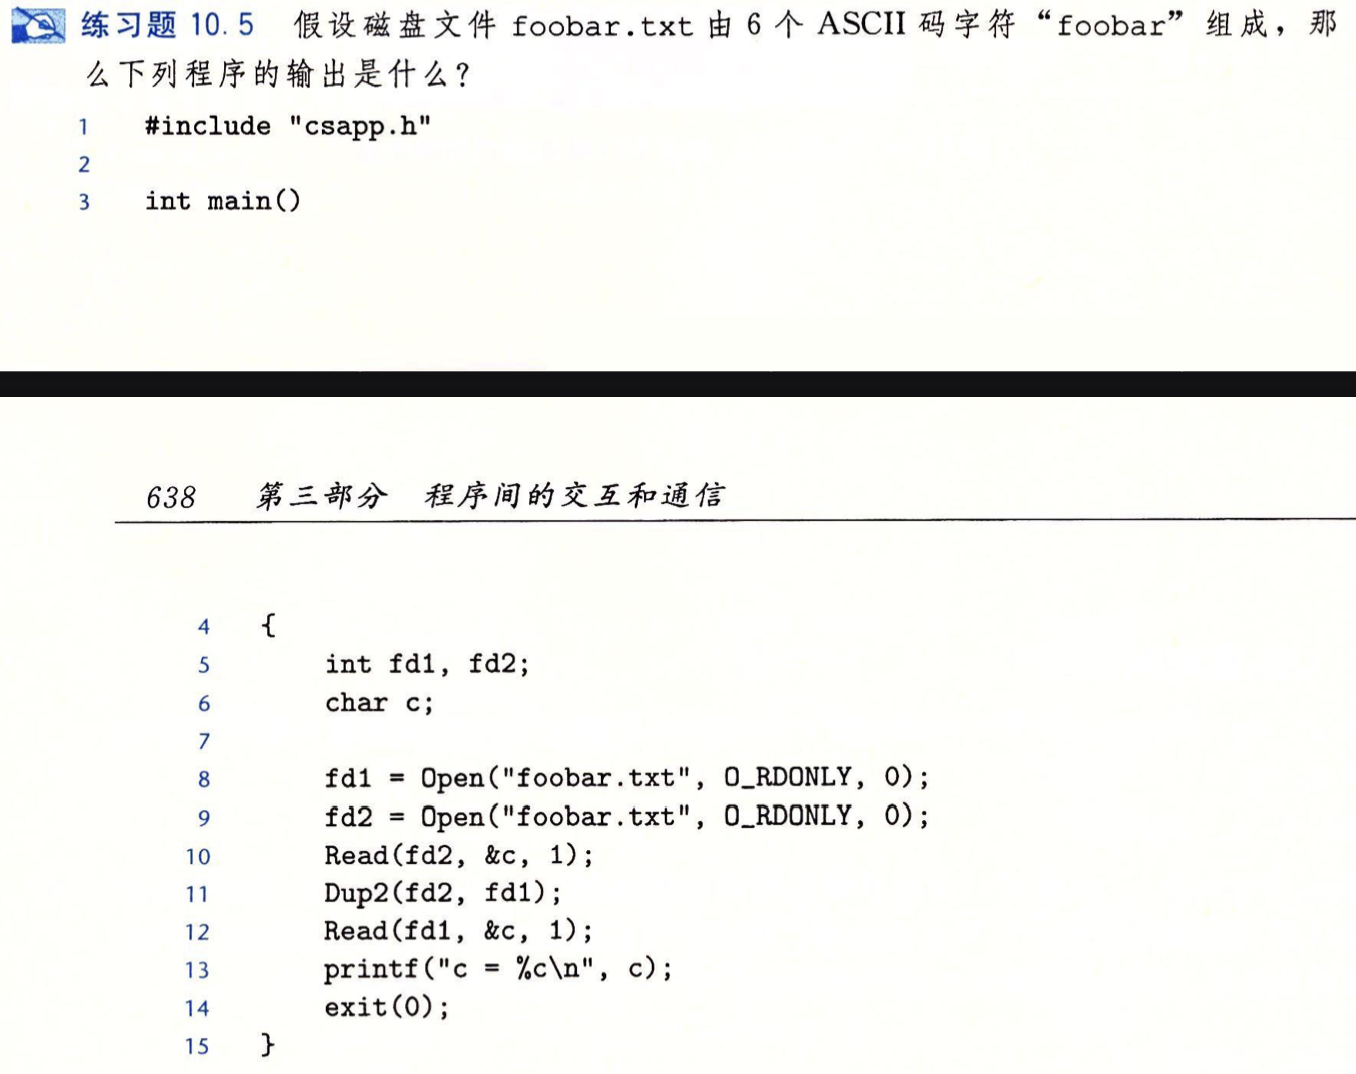 练习题 10.5 假设磁盘文件 foobar.txt 由 6 个 ASCII 码字符“foobar”组成，那
么下列程序的输出是什么？
1 #include "csapp.h"
2
3 int main()
638 第三部分 程序间的交互和通信
4 {
5 int fd1, fd2;
6 char c;
7
8 fd1 = Open("foobar.txt", O_RDONLY, 0);
9 fd2 = Open("foobar.txt", O_RDONLY, 0);
10 Read(fd2, &c, 1);
11 Dup2(fd2, fd1);
12 Read(fd1, &c, 1);
13 printf("c = %c\n", c);
14 exit(0);
15 }